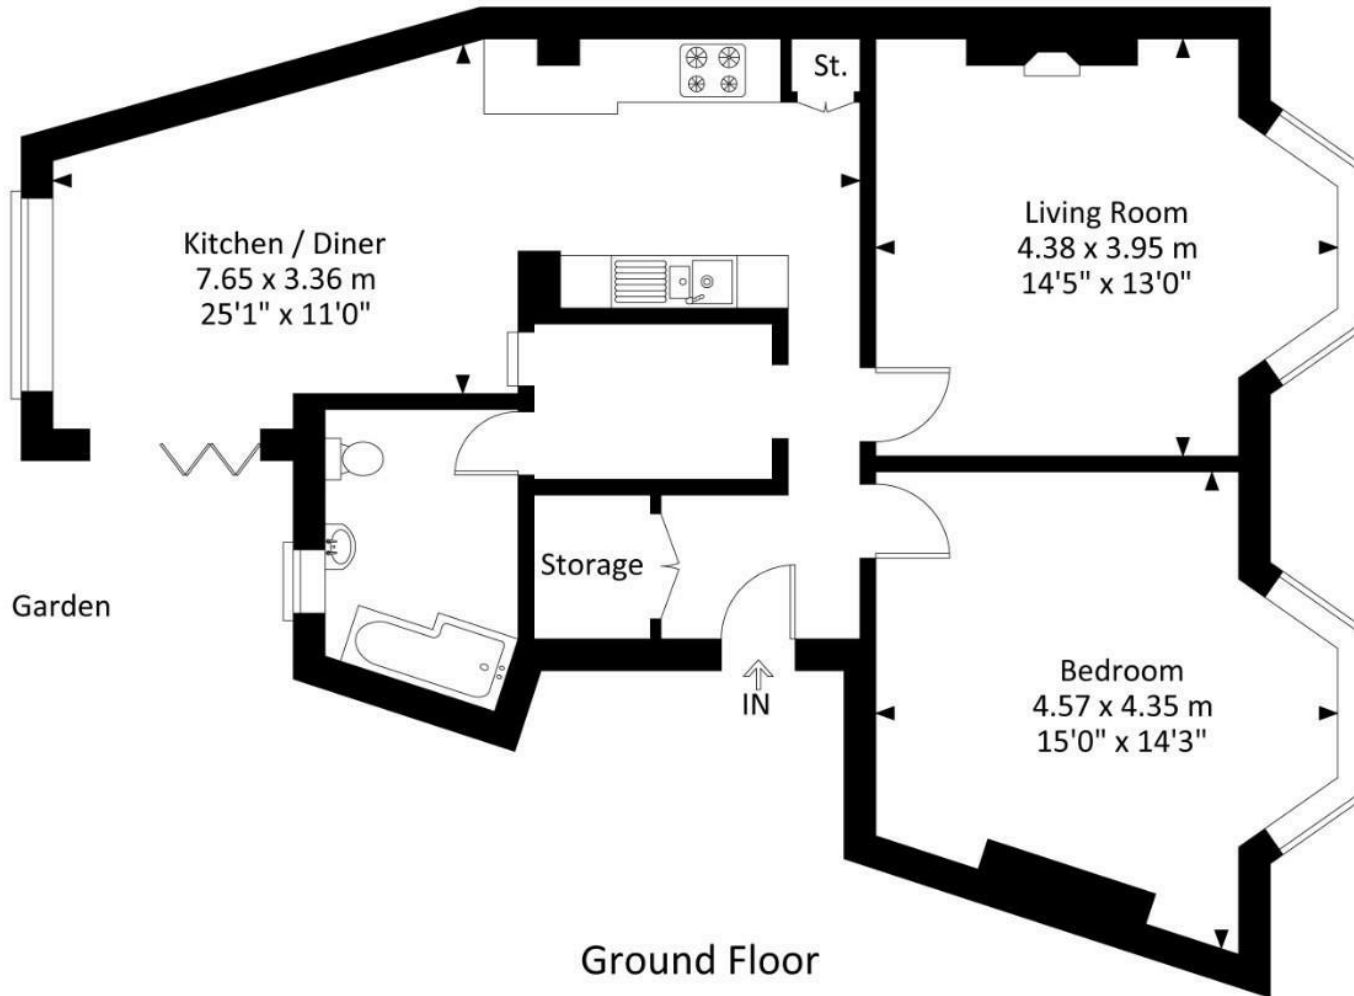 St.
Living Room
4.38 x 3.95 m
14'5" x 13'0"
Kitchen / Diner
7.65 x 3.36 m
25'1" x 11'0"
Storage
Garden
IN
Bedroom
4.57 x 4.35 m
15'0" x 14'3"
Ground Floor